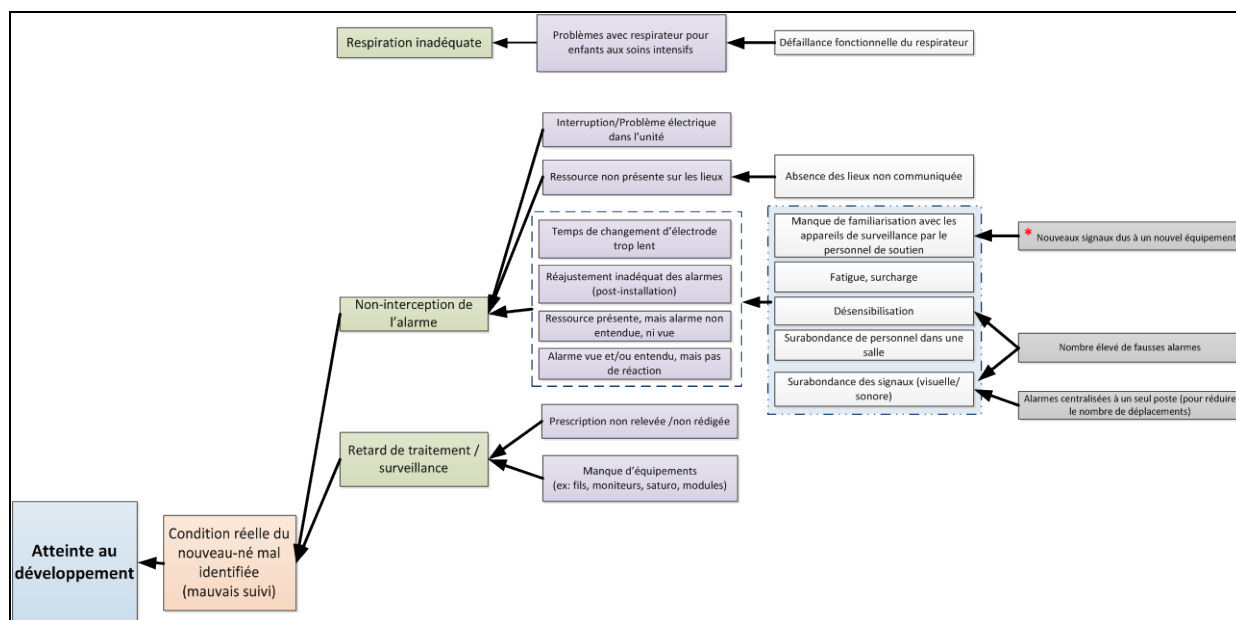 Respiration inadéquate
Problèmes avec respirateur pour
enfants aux soins intensifs
Défaillance fonctionnelle du respirateur
Interruption/Problème électrique
dans l'unité
Ressource non présente sur les lieux
Absence des lieux non communiquée
Temps de changement d'électrode
trop lent
Réajustement inadéquat des alarmes
(post-installation)
Ressource présente, mais alarme non
entendue, ni vue
Alarme vue et/ou entendu, mais pas
de réaction
Manque de familiarisation avec les
appareils de surveillance par le
personnel de soutien
* Nouveaux signaux dus à un nouvel équipement
Fatigue, surcharge
Désensibilisation
Surabondance de personnel dans une
salle
Surabondance des signaux (visuelle/
sonore)
Nombre élevé de fausses alarmes
Alarmes centralisées à un seul poste (pour réduire
le nombre de déplacements)
Non-interception de
l'alarme
Retard de traitement /
surveillance
Prescription non relevée /non rédigée
Manque d'équipements
(ex: fils, moniteurs, saturo, modules)
Atteinte au
développement
Condition réelle du
nouveau-né mal
identifiée
(mauvais suivi)